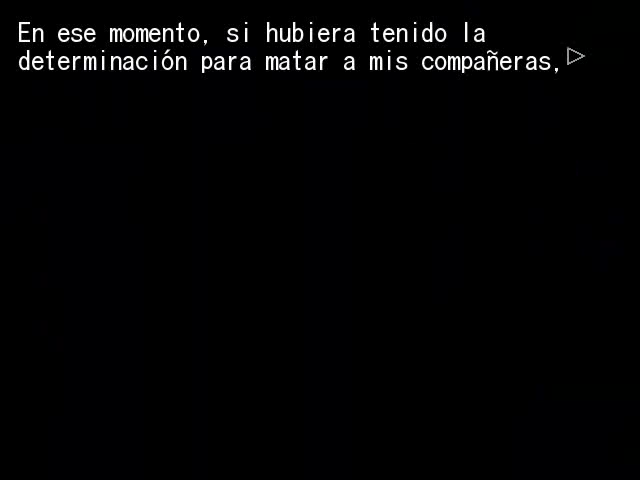 En ese momento, si hubiera tenido la
determinación para matar a mis compañeras,